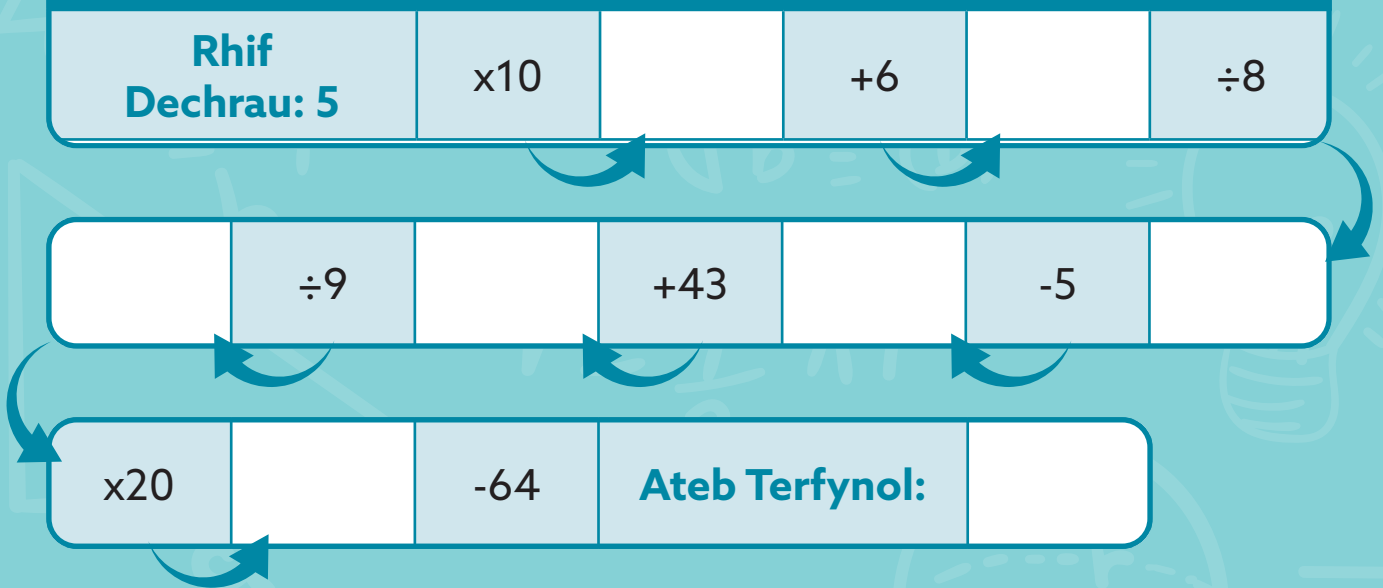 Rhif
Dechrau: 5
x10
+6
÷8
÷9
+43
-5
x20
-64
Ateb Terfynol: